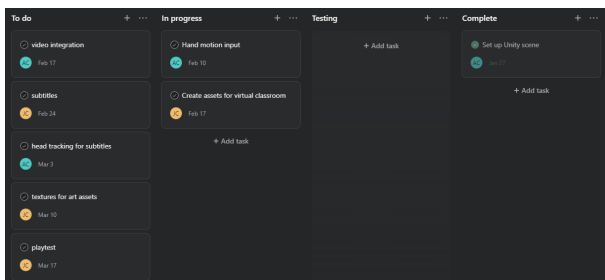 To do
video integration
AC Feb 17
subtitles
JC Feb 24
head tracking for subtitles
AC Mar 3
textures for art assets
JC Mar 10
playtest
JC Mar 17
In progress
Hand motion input
AC Feb 10
Create assets for virtual classroom
JC Feb 17
+ Add task
Testing
+ Add task
Complete
Set up Unity scene
AC Jan 27
+ Add task